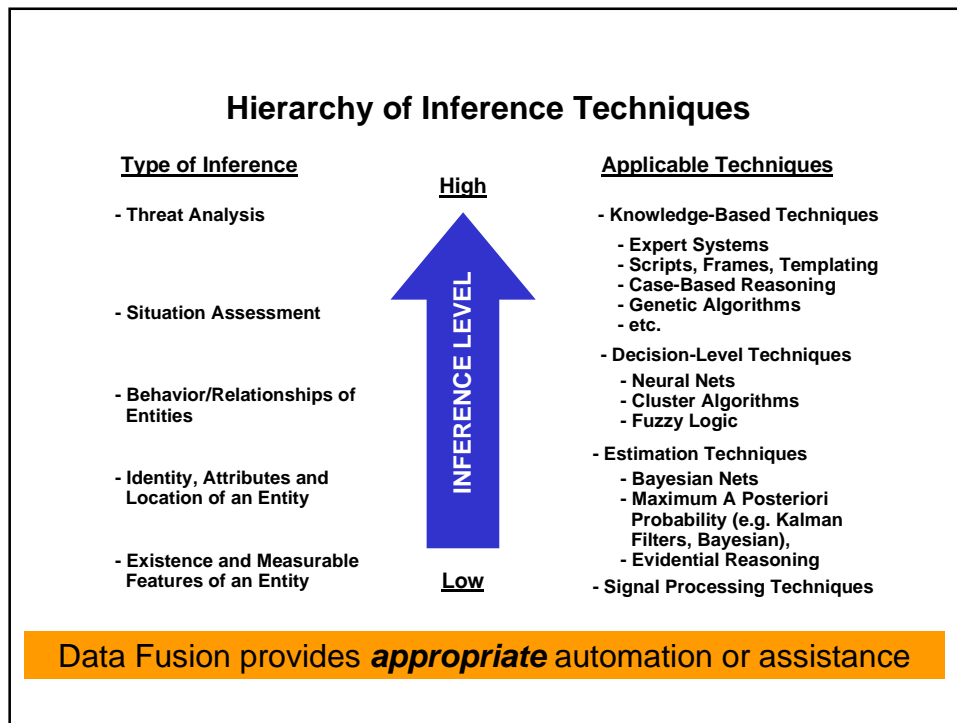 Hierarchy of Inference Techniques
Type of Inference
- Threat Analysis
- Situation Assessment
- Behavior/Relationships of
Entities
- Identity, Attributes and
Location of an Entity
- Existence and Measurable
Features of an Entity
High
INFERENCE LEVEL
Low
Applicable Techniques
- Knowledge-Based Techniques
- Expert Systems
- Scripts, Frames, Templating
- Case-Based Reasoning
- Genetic Algorithms
- etc.
- Decision-Level Techniques
- Neural Nets
- Cluster Algorithms
- Fuzzy Logic
- Estimation Techniques
- Bayesian Nets
- Maximum A Posteriori
Probability (e.g. Kalman
Filters, Bayesian),
- Evidential Reasoning
- Signal Processing Techniques
Data Fusion provides appropriate automation or assistance